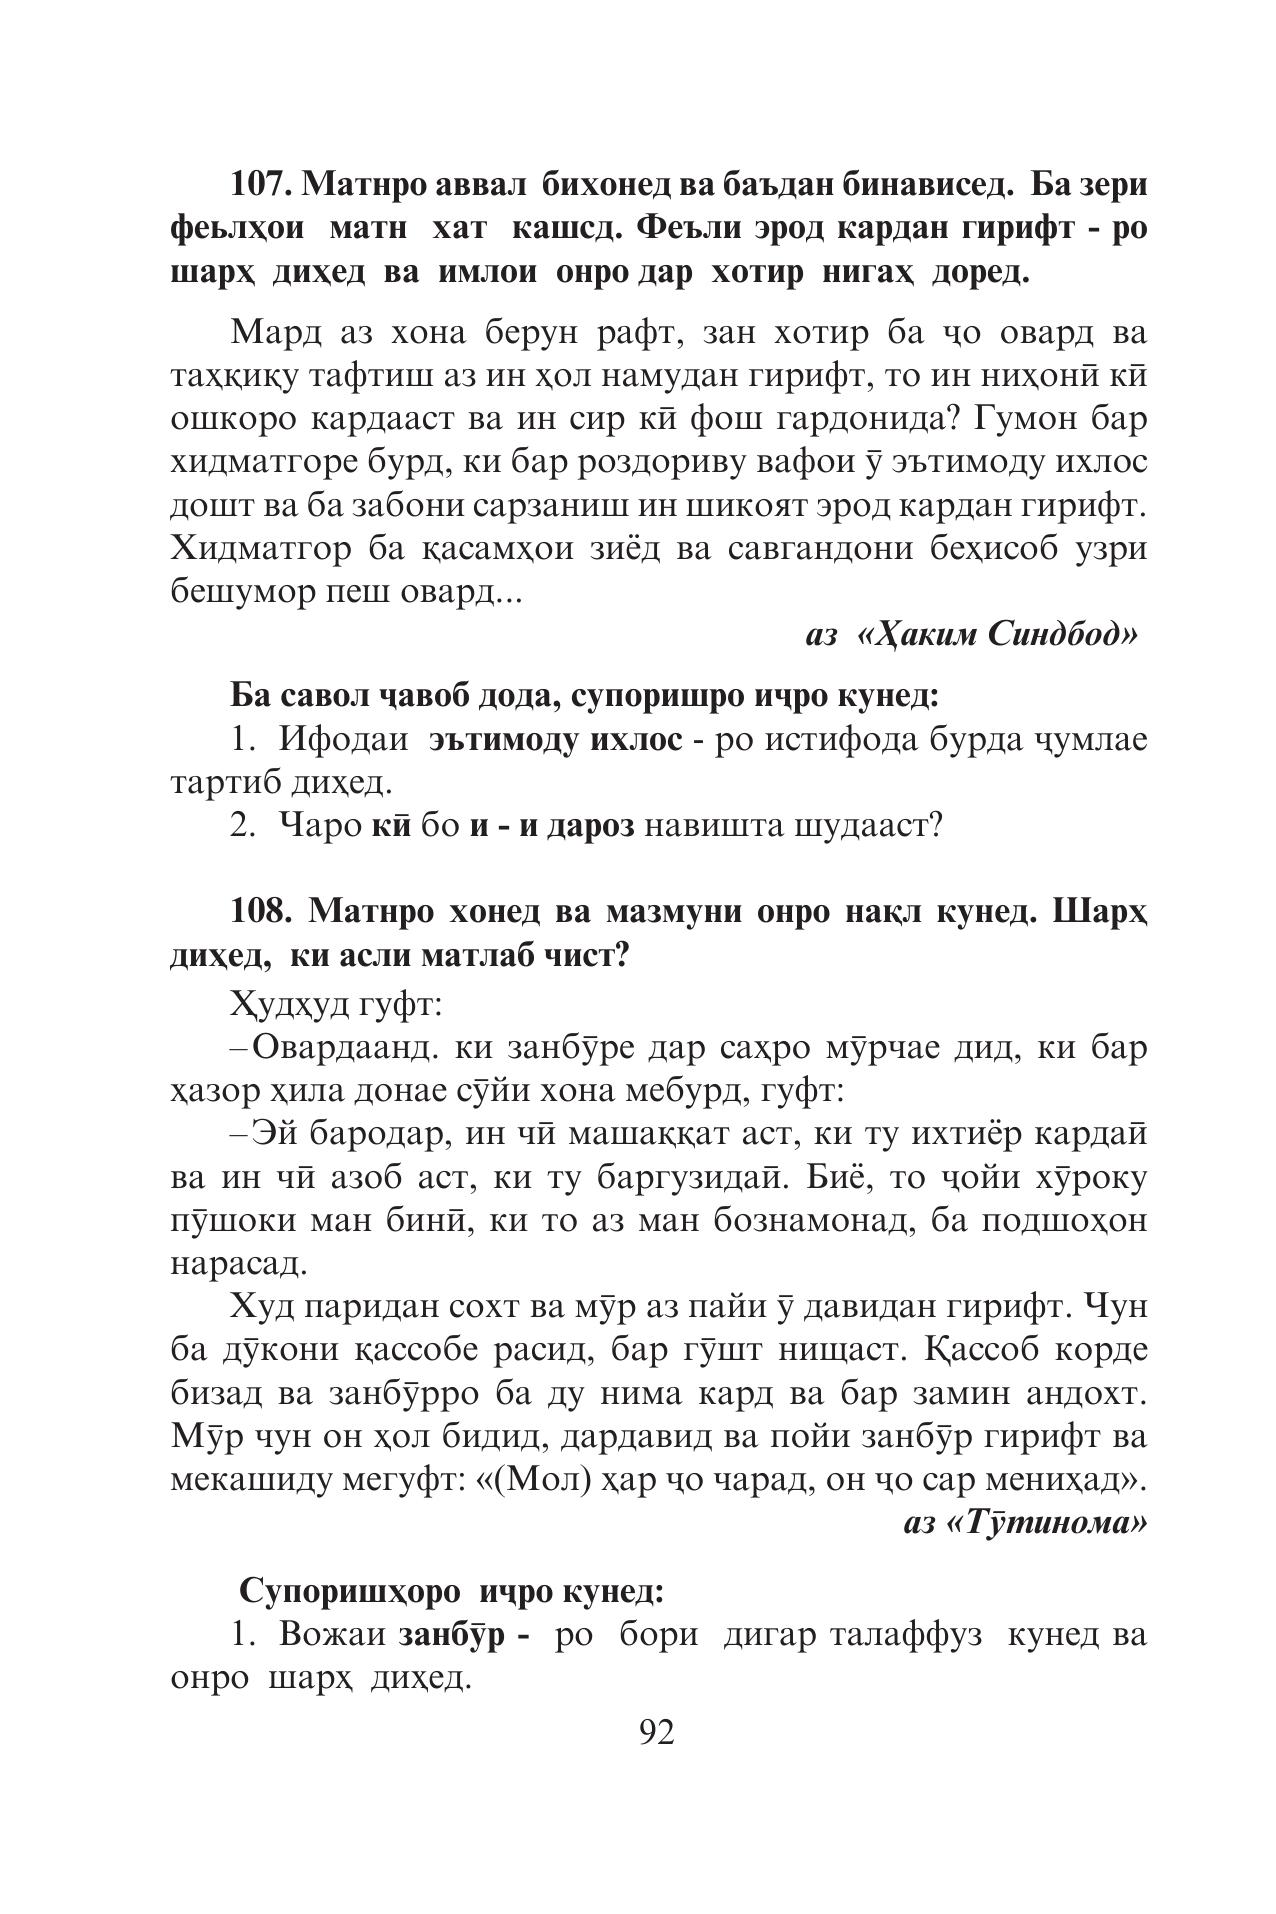 107. Матнро аввал бихонед ва баъдан бинависед. Ба зери
феьлҳои матн хат кашсд. Феъли эрод кардан гирифт - ро
шарҳ диҳед ва имлои онро дар хотир нигаҳ доред.
Мард аз хона берун рафт, зан хотир ба ҷо овард ва
таҳқиқу тафтиш аз ин ҳол намудан гирифт, то ин ниҳонӣ кӣ
ошкоро кардааст ва ин сир кӣ фош гардонида? Гумон бар
хидматгоре бурд, ки бар роздориву вафои ӯ эътимоду ихлос
дошт ва ба забони сарзаниш ин шикоят эрод кардан гирифт.
Хидматгор ба қасамҳои зиёд ва савгандони беҳисоб узри
бешумор пеш овард...
аз «Ҳаким Синдбод»
Ба савол ҷавоб дода, супоришро иҷро кунед:
1. Ифодаи эътимоду ихлос - ро истифода бурда ҷумлае
тартиб диҳед.
2. Чаро кӣ бо и - и дароз навишта шудааст?
108. Матнро хонед ва мазмуни онро нақл кунед. Шарҳ
диҳед, ки асли матлаб чист?
Ҳудҳуд гуфт:
–Овардаанд. ки занбӯре дар саҳро мӯрчае дид, ки бар
ҳазор ҳила донае сӯйи хона мебурд, гуфт:
–Эй бародар, ин чӣ машаққат аст, ки ту ихтиёр кардаӣ
ва ин чӣ азоб аст, ки ту баргузидаӣ. Биё, то ҷойи хӯроку
пӯшоки ман бинӣ, ки то аз ман бознамонад, ба подшоҳон
нарасад.
Худ паридан сохт ва мӯр аз пайи ӯ давидан гирифт. Чун
ба дӯкони қассобе расид, бар гӯшт нищаст. Қассоб корде
бизад ва занбӯрро ба ду нима кард ва бар замин андохт.
Мӯр чун он ҳол бидид, дардавид ва пойи занбӯр гирифт ва
мекашиду мегуфт: «(Мол) ҳар ҷо чарад, он ҷо сар мениҳад».
аз «Тӯтинома»
Супоришҳоро иҷро кунед:
1. Вожаи занбӯр - ро бори дигар талаффуз кунед ва
онро шарҳ диҳед.
92